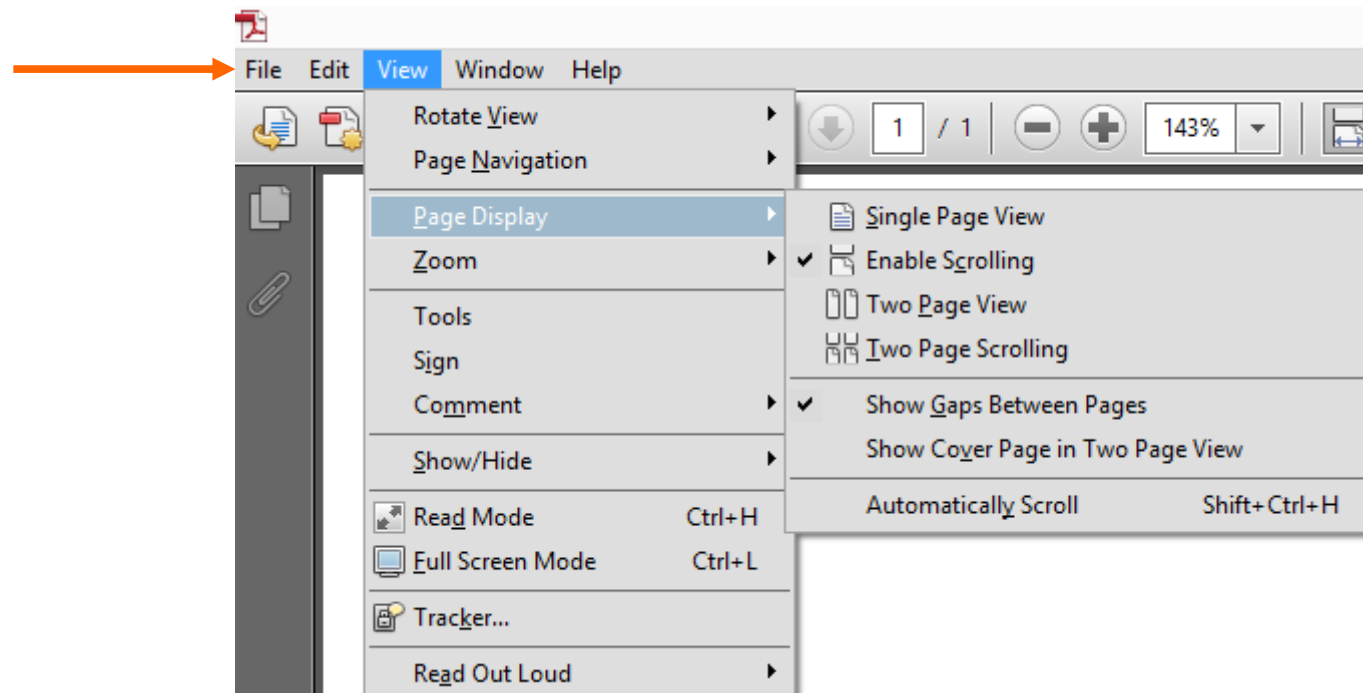 File Edit View Window Help
1 / 1 143%
Rotate View
Page Navigation
Page Display
Zoom
Tools
Sign
Comment
Show/Hide
Read Mode Ctrl+H
Full Screen Mode Ctrl+L
Tracker...
Read Out Loud
Single Page View
Enable Scrolling
Two Page View
Two Page Scrolling
Show Gaps Between Pages
Show Cover Page in Two Page View
Automatically Scroll Shift+Ctrl+H